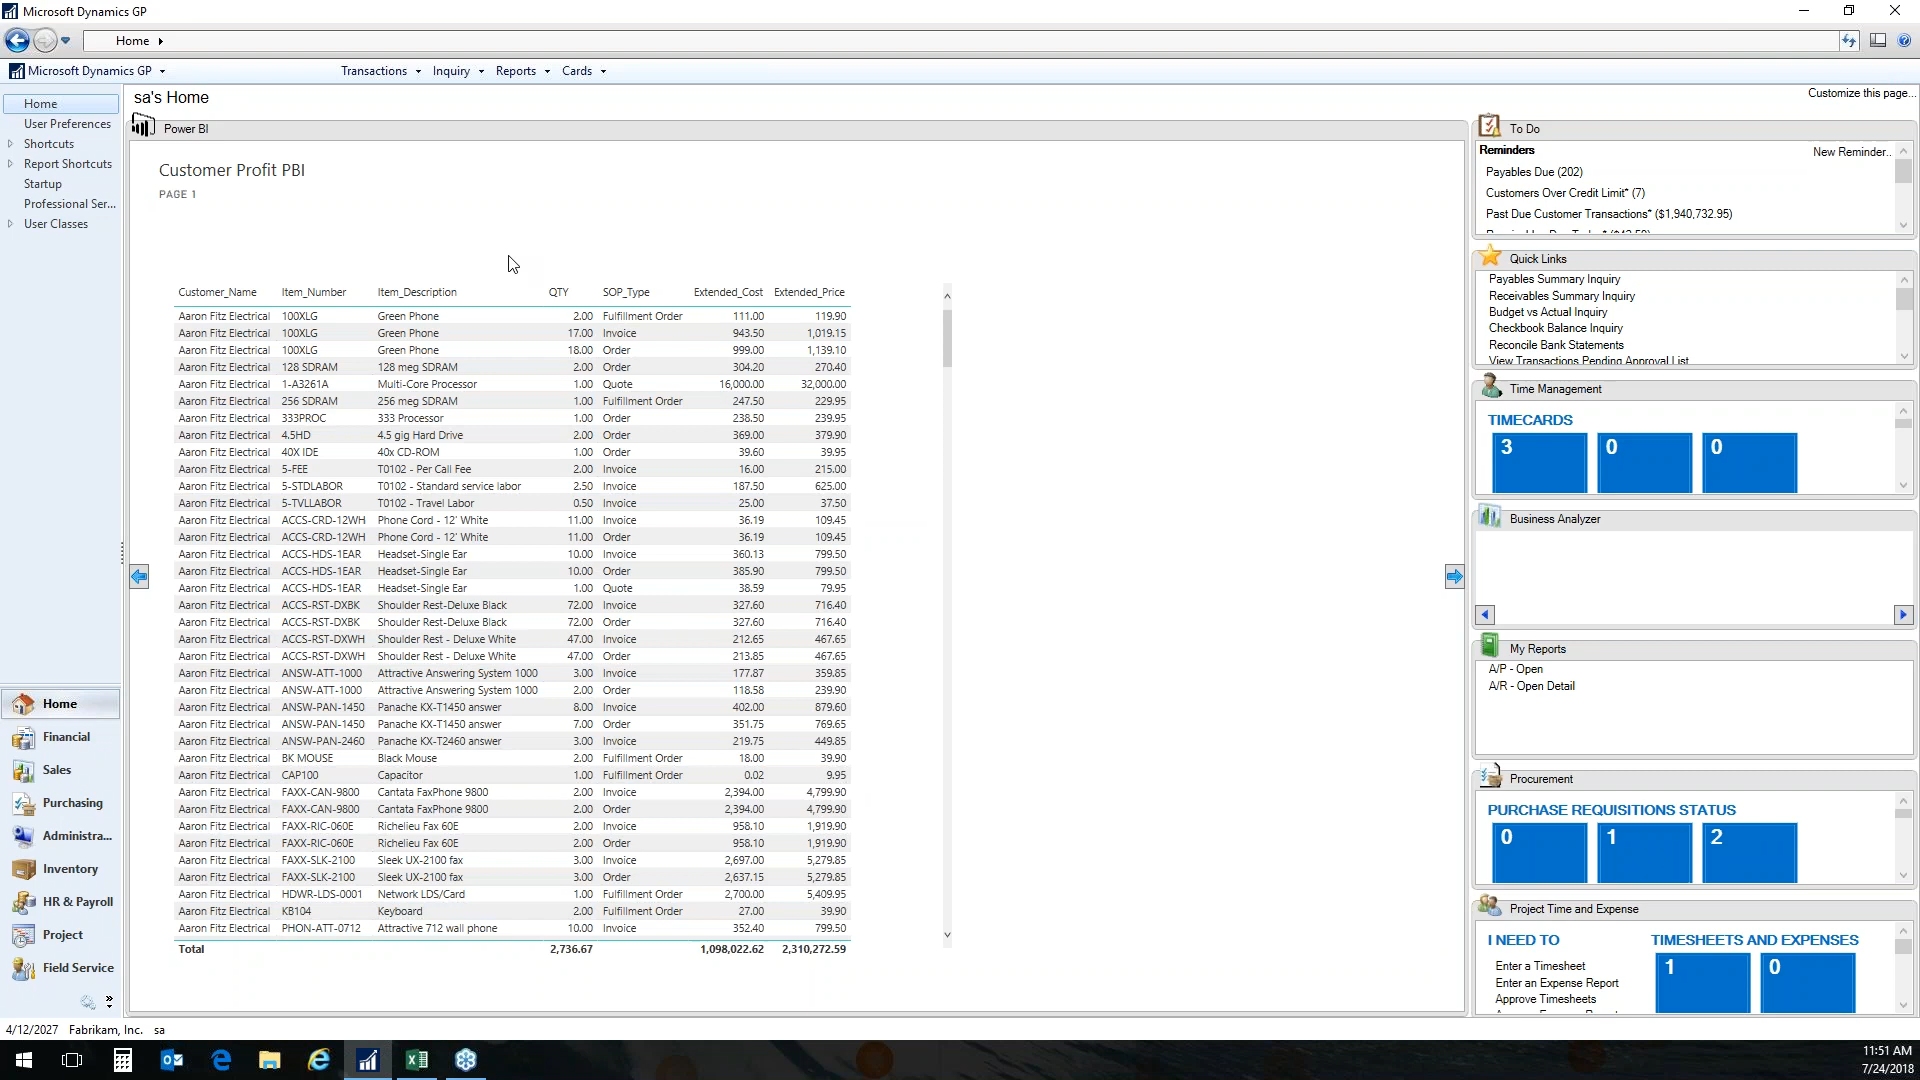 Microsoft Dynamics GP
Home
Microsoft Dynamics GP
Transactions Inquiry Reports Cards
Home
User Preferences
Shortcuts
Report Shortcuts
Startup
Professional Ser...
User Classes
Home
Financial
Sales
Purchasing
Administra...
Inventory
HR & Payroll
Project
Field Service
sa's Home
Customize this page...
Power BI
Customer Profit PBI
PAGE 1
Customer_Name Item_Number Item_Description QTY SOP_Type Extended_Cost Extended_Price
Aaron Fitz Electrical 100XLG Green Phone 2.00 Fulfillment Order 111.00 119.90
Aaron Fitz Electrical 100XLG Green Phone 17.00 Invoice 943.50 1,019.15
Aaron Fitz Electrical 100XLG Green Phone 18.00 Order 999.00 1,139.10
Aaron Fitz Electrical 128 SDRAM 128 meg SDRAM 2.00 Order 304.20 270.40
Aaron Fitz Electrical 1-A3261A Multi-Core Processor 1.00 Quote 16,000.00 32,000.00
Aaron Fitz Electrical 256 SDRAM 256 meg SDRAM 1.00 Fulfillment Order 247.50 229.95
Aaron Fitz Electrical 333PROC 333 Processor 1.00 Order 238.50 239.95
Aaron Fitz Electrical 4.5HD 4.5 gig Hard Drive 2.00 Order 369.00 379.90
Aaron Fitz Electrical 40X IDE 40x CD-ROM 1.00 Order 39.60 39.95
Aaron Fitz Electrical 5-FEE T0102 - Per Call Fee 2.00 Invoice 16.00 215.00
Aaron Fitz Electrical 5-STDLABOR T0102 - Standard service labor 2.50 Invoice 187.50 625.00
Aaron Fitz Electrical 5-TVLLABOR T0102 - Travel Labor 0.50 Invoice 25.00 37.50
Aaron Fitz Electrical ACCS-CRD-12WH Phone Cord - 12' White 11.00 Invoice 36.19 109.45
Aaron Fitz Electrical ACCS-CRD-12WH Phone Cord - 12' White 11.00 Order 36.19 109.45
Aaron Fitz Electrical ACCS-HDS-1EAR Headset-Single Ear 10.00 Invoice 360.13 799.50
Aaron Fitz Electrical ACCS-HDS-1EAR Headset-Single Ear 10.00 Order 385.90 799.50
Aaron Fitz Electrical ACCS-HDS-1EAR Headset-Single Ear 1.00 Quote 38.59 79.95
Aaron Fitz Electrical ACCS-RST-DXBK Shoulder Rest-Deluxe Black 72.00 Invoice 327.60 716.40
Aaron Fitz Electrical ACCS-RST-DXBK Shoulder Rest-Deluxe Black 72.00 Order 327.60 716.40
Aaron Fitz Electrical ACCS-RST-DXWH Shoulder Rest - Deluxe White 47.00 Invoice 212.65 467.65
Aaron Fitz Electrical ACCS-RST-DXWH Shoulder Rest - Deluxe White 47.00 Order 213.85 467.65
Aaron Fitz Electrical ANSW-ATT-1000 Attractive Answering System 1000 3.00 Invoice 177.87 359.85
Aaron Fitz Electrical ANSW-ATT-1000 Attractive Answering System 1000 2.00 Order 118.58 239.90
Aaron Fitz Electrical ANSW-PAN-1450 Panache KX-T1450 answer 8.00 Invoice 402.00 879.60
Aaron Fitz Electrical ANSW-PAN-1450 Panache KX-T1450 answer 7.00 Order 351.75 769.65
Aaron Fitz Electrical ANSW-PAN-2460 Panache KX-T2460 answer 3.00 Invoice 219.75 449.85
Aaron Fitz Electrical BK MOUSE Black Mouse 2.00 Fulfillment Order 18.00 39.90
Aaron Fitz Electrical CAP100 Capacitor 1.00 Fulfillment Order 0.02 9.95
Aaron Fitz Electrical FAXX-CAN-9800 Cantata FaxPhone 9800 2.00 Invoice 2,394.00 4,799.90
Aaron Fitz Electrical FAXX-CAN-9800 Cantata FaxPhone 9800 2.00 Order 2,394.00 4,799.90
Aaron Fitz Electrical FAXX-RIC-060E Richelieu Fax 60E 2.00 Invoice 958.10 1,919.90
Aaron Fitz Electrical FAXX-RIC-060E Richelieu Fax 60E 2.00 Order 958.10 1,919.90
Aaron Fitz Electrical FAXX-SLK-2100 Sleek UX-2100 fax 3.00 Invoice 2,697.00 5,279.85
Aaron Fitz Electrical FAXX-SLK-2100 Sleek UX-2100 fax 3.00 Order 2,637.15 5,279.85
Aaron Fitz Electrical HDWR-LDS-0001 Network LDS/Card 1.00 Fulfillment Order 2,700.00 5,409.95
Aaron Fitz Electrical KB104 Keyboard 2.00 Fulfillment Order 27.00 39.90
Aaron Fitz Electrical PHON-ATT-0712 Attractive 712 wall phone 10.00 Invoice 352.40 799.50
Total 2,736.67 1,098,022.62 2,310,272.59
To Do
Reminders New Reminder..
Payables Due (202)
Customers Over Credit Limit* (7)
Past Due Customer Transactions* ($1,940,732.95)
Quick Links
Payables Summary Inquiry
Receivables Summary Inquiry
Budget vs Actual Inquiry
Checkbook Balance Inquiry
Reconcile Bank Statements
View Transactions Pending Approval List
Time Management
TIMECARDS
3 0 0
Business Analyzer
My Reports
A/P - Open
A/R - Open Detail
Procurement
PURCHASE REQUISITIONS STATUS
0 1 2
Project Time and Expense
I NEED TO TIMESHEETS AND EXPENSES
Enter a Timesheet
Enter an Expense Report
Approve Timesheets
1 0
4/12/2027 Fabrikam, Inc. sa
11:51 AM
7/24/2018